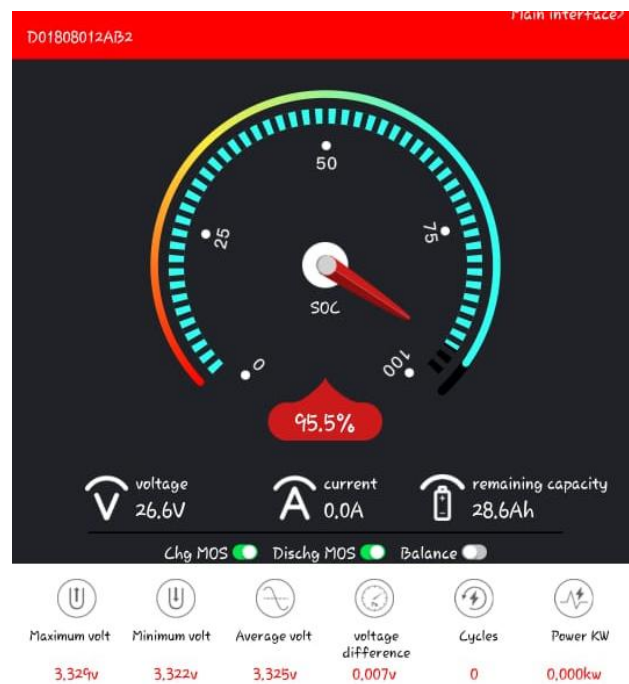 Main interface>
D01808012AB2
50
25
75
SOC
0
100
95.5%
voltage
26.6V
current
0.0A
remaining capacity
28.6Ah
Chg MOS
Dischg MOS
Balance
Maximum volt
Minimum volt
Average volt
voltage
difference
Cycles
Power KW
3.329v
3.322v
3.325v
0.007v
0
0.000kw